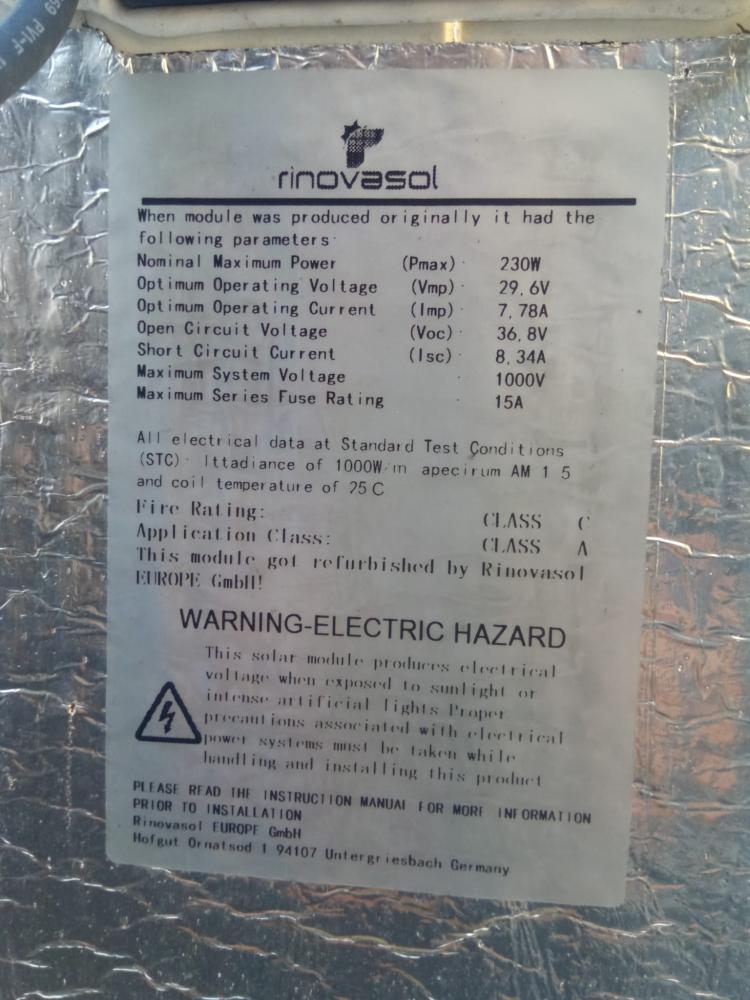 rinovasol
When module was produced originally it had the
following parameters
Nominal Maximum Power (Pmax) 230W
Optimum Operating Voltage (Vmp) 29.6V
Optimum Operating Current (Imp) 7.78A
Open Circuit Voltage (Voc) 36.8V
Short Circuit Current (Isc) 8.34A
Maximum System Voltage 1000V
Maximum Series Fuse Rating 15A
All electrical data at Standard Test Conditions
(STC) Ittadiance of 1000W/m apecirum AM 1 5
and coil temperature of 25 C
Fire Rating: CLASS C
Application Class: CLASS A
This module got refurbished by Rinovasol
EUROPE GmbH!
WARNING-ELECTRIC HAZARD
This solar module produces electrical
voltage when exposed to sunlight or
intense artificial lights Proper
precautions associated with electrical
power systems must be taken while
handling and installing this product
PLEASE READ THE INSTRUCTION MANUAL FOR MORE INFORMATION
PRIOR TO INSTALLATION
Rinovasol EUROPE GmbH
Hofgut Ornatsod 1 94107 Untergriesbach Germany